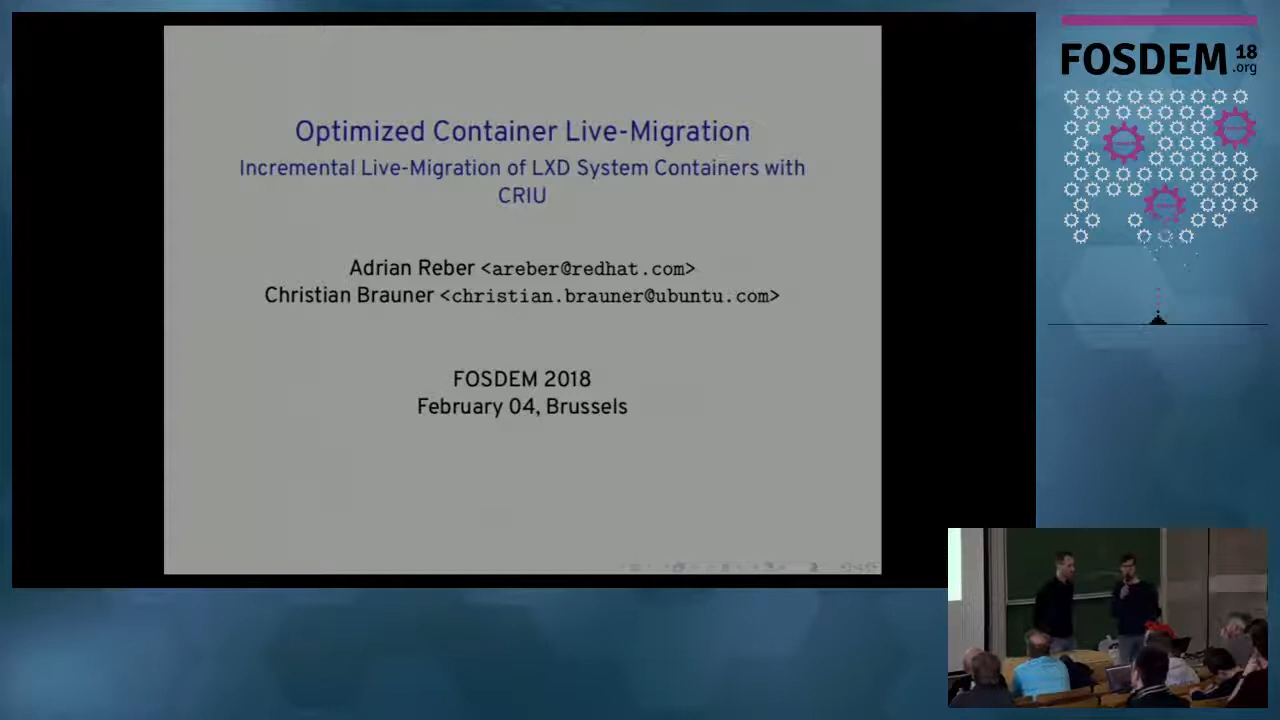 Optimized Container Live-Migration
Incremental Live-Migration of LXD System Containers with
CRIU
Adrian Reber <areber@redhat.com>
Christian Brauner <christian.brauner@ubuntu.com>
FOSDEM 2018
February 04, Brussels
FOSDEM 18
.org